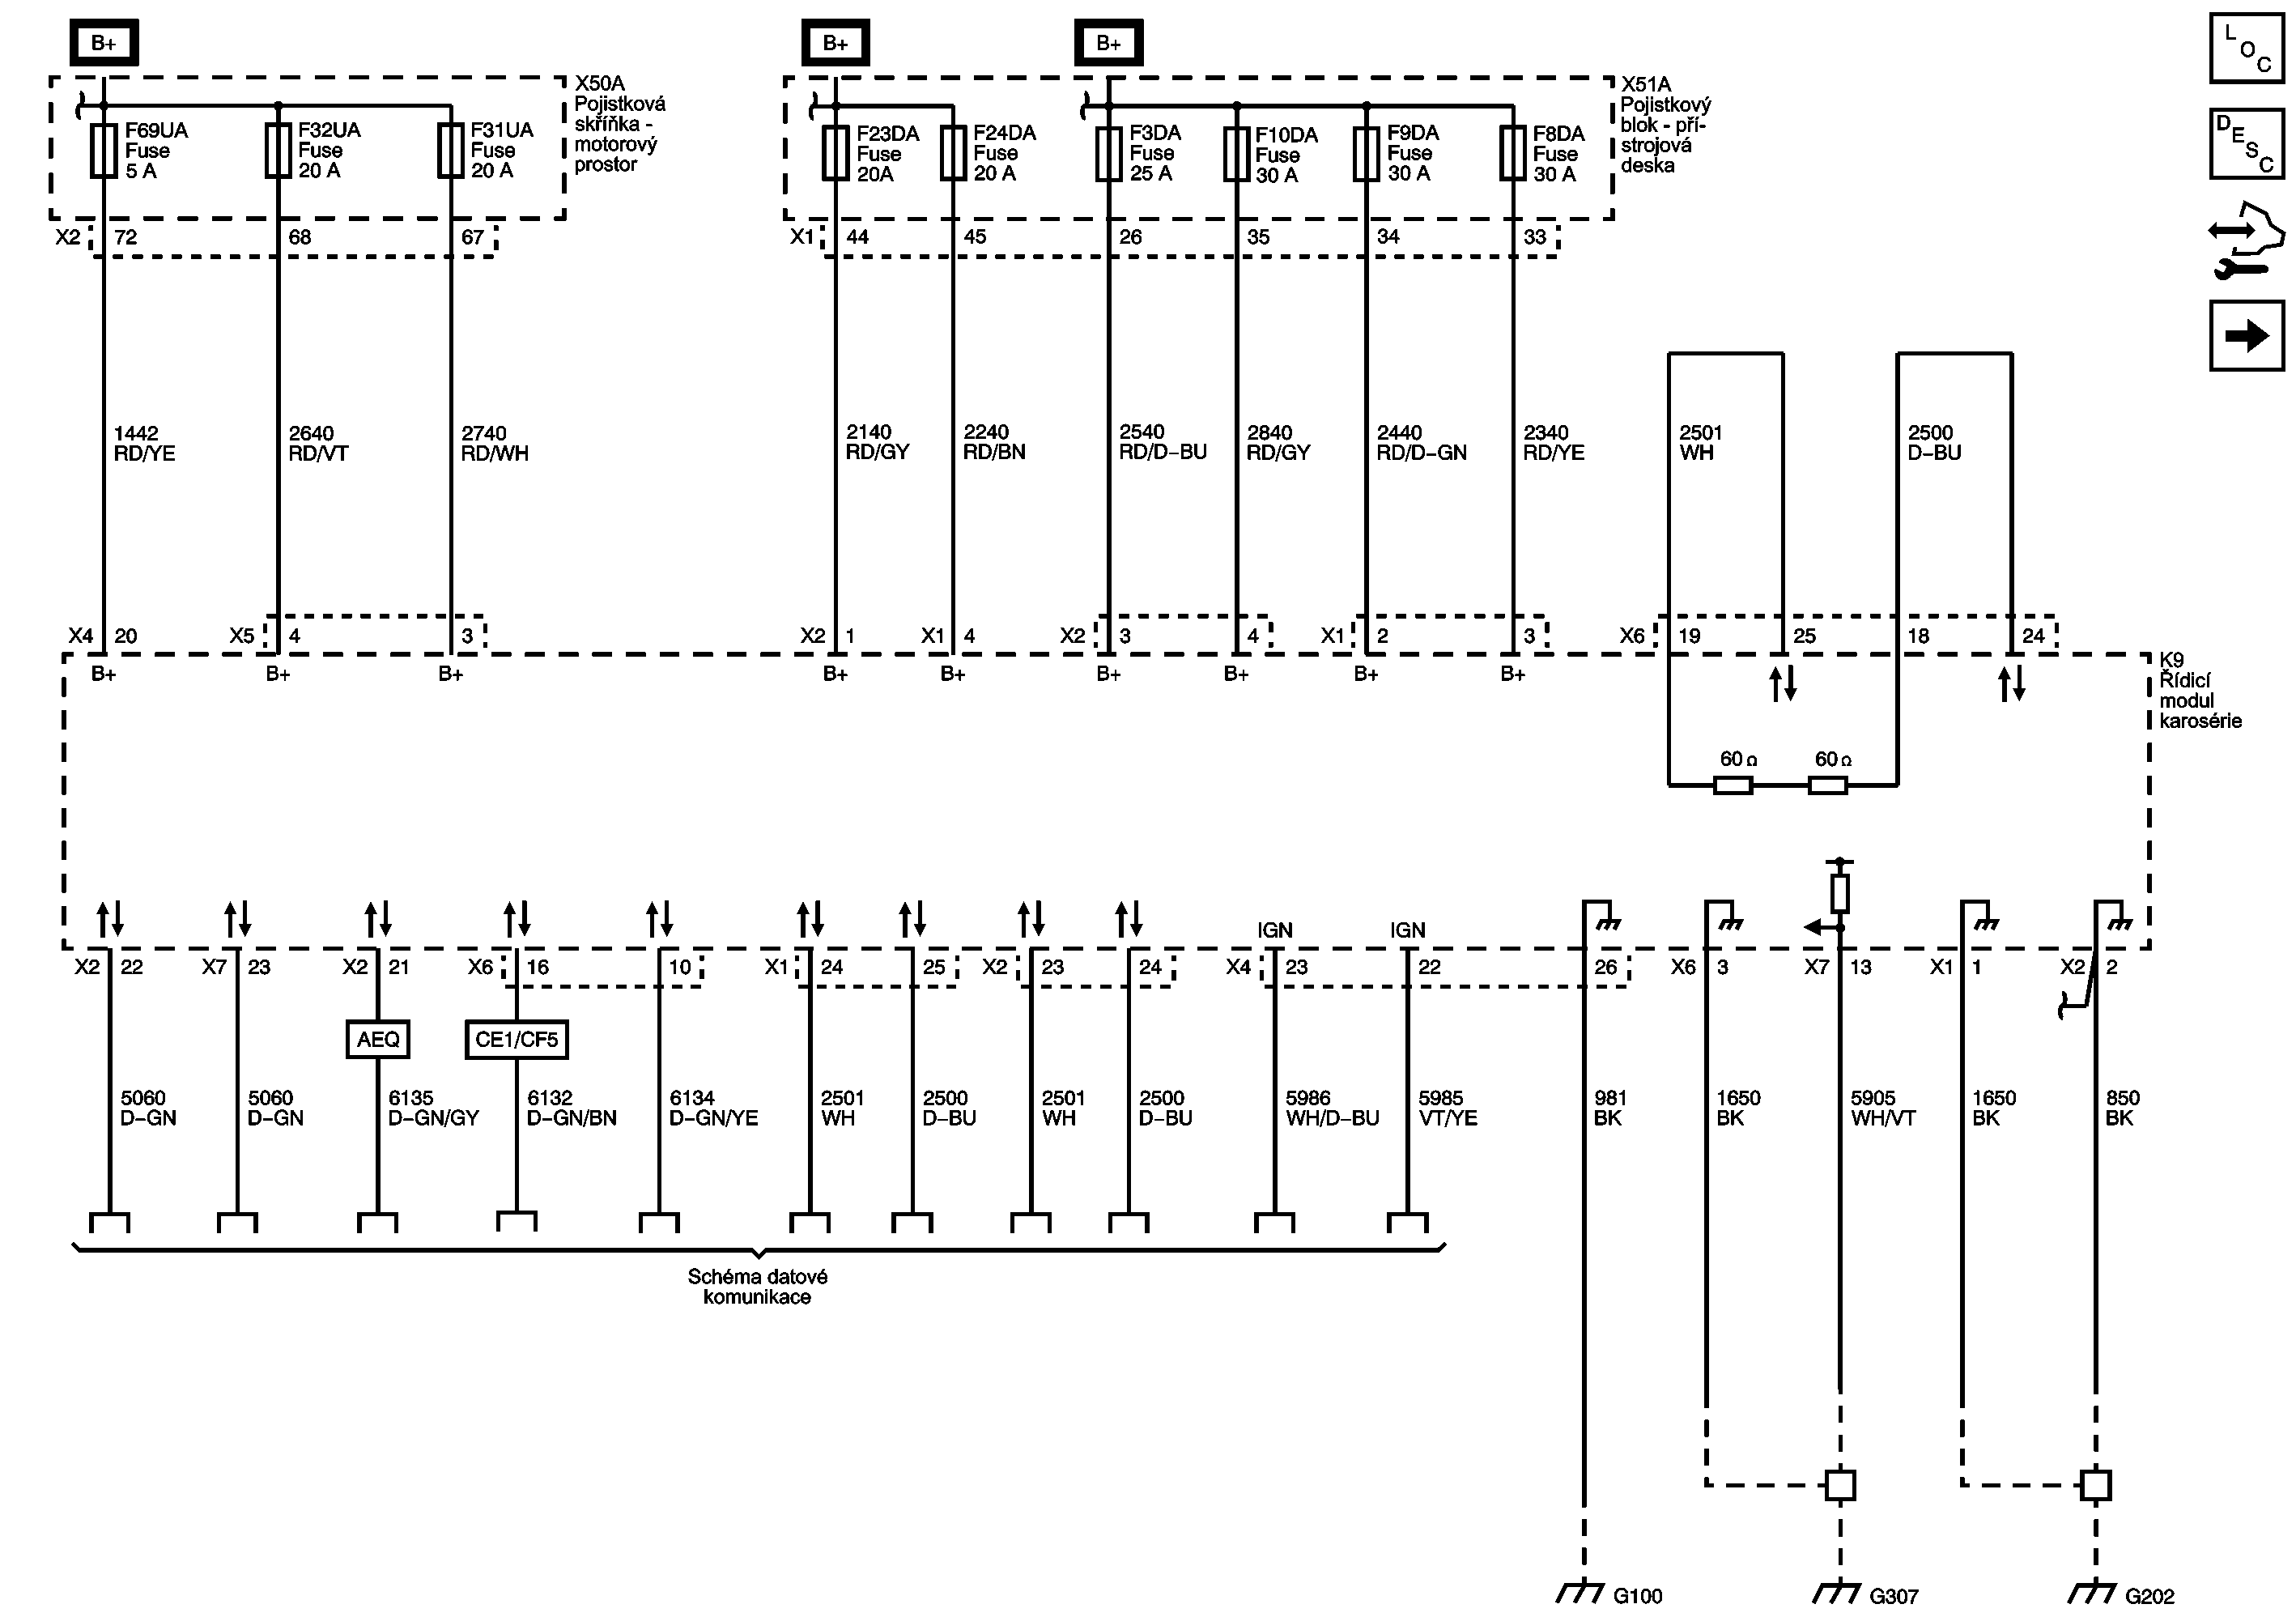 B+
B+
B+
L O C
D E S C
X50A
Pojistková
skříňka -
motorový
prostor
X51A
Pojistkový
blok - pří-
strojová
deska
F69UA
Fuse
5 A
F32UA
Fuse
20 A
F31UA
Fuse
20 A
F23DA
Fuse
20A
F24DA
Fuse
20 A
F3DA
Fuse
25 A
F10DA
Fuse
30 A
F9DA
Fuse
30 A
F8DA
Fuse
30 A
X2 72 68 67
X1 44 45 26 35 34 33
1442
RD/YE
2640
RD/VT
2740
RD/WH
2140
RD/GY
2240
RD/BN
2540
RD/D-BU
2840
RD/GY
2440
RD/D-GN
2340
RD/YE
2501
WH
2500
D-BU
X4 20 X5 4 3 X2 1 X1 4 X2 3 4 X1 2 3 X6 19 25 18 24
B+ B+ B+ B+ B+ B+ B+ B+ B+
K9
Řídicí
modul
karosérie
60 Ω 60 Ω
IGN IGN
X2 22 X7 23 X2 21 X6 16 10 X1 24 25 X2 23 24 X4 23 22 26 X6 3 X7 13 X1 1 X2 2
AEQ
CE1/CF5
5060
D-GN
5060
D-GN
6135
D-GN/GY
6132
D-GN/BN
6134
D-GN/YE
2501
WH
2500
D-BU
2501
WH
2500
D-BU
5986
WH/D-BU
5985
VT/YE
981
BK
1650
BK
5905
WH/VT
1650
BK
850
BK
Schéma datové
komunikace
G100
G307
G202